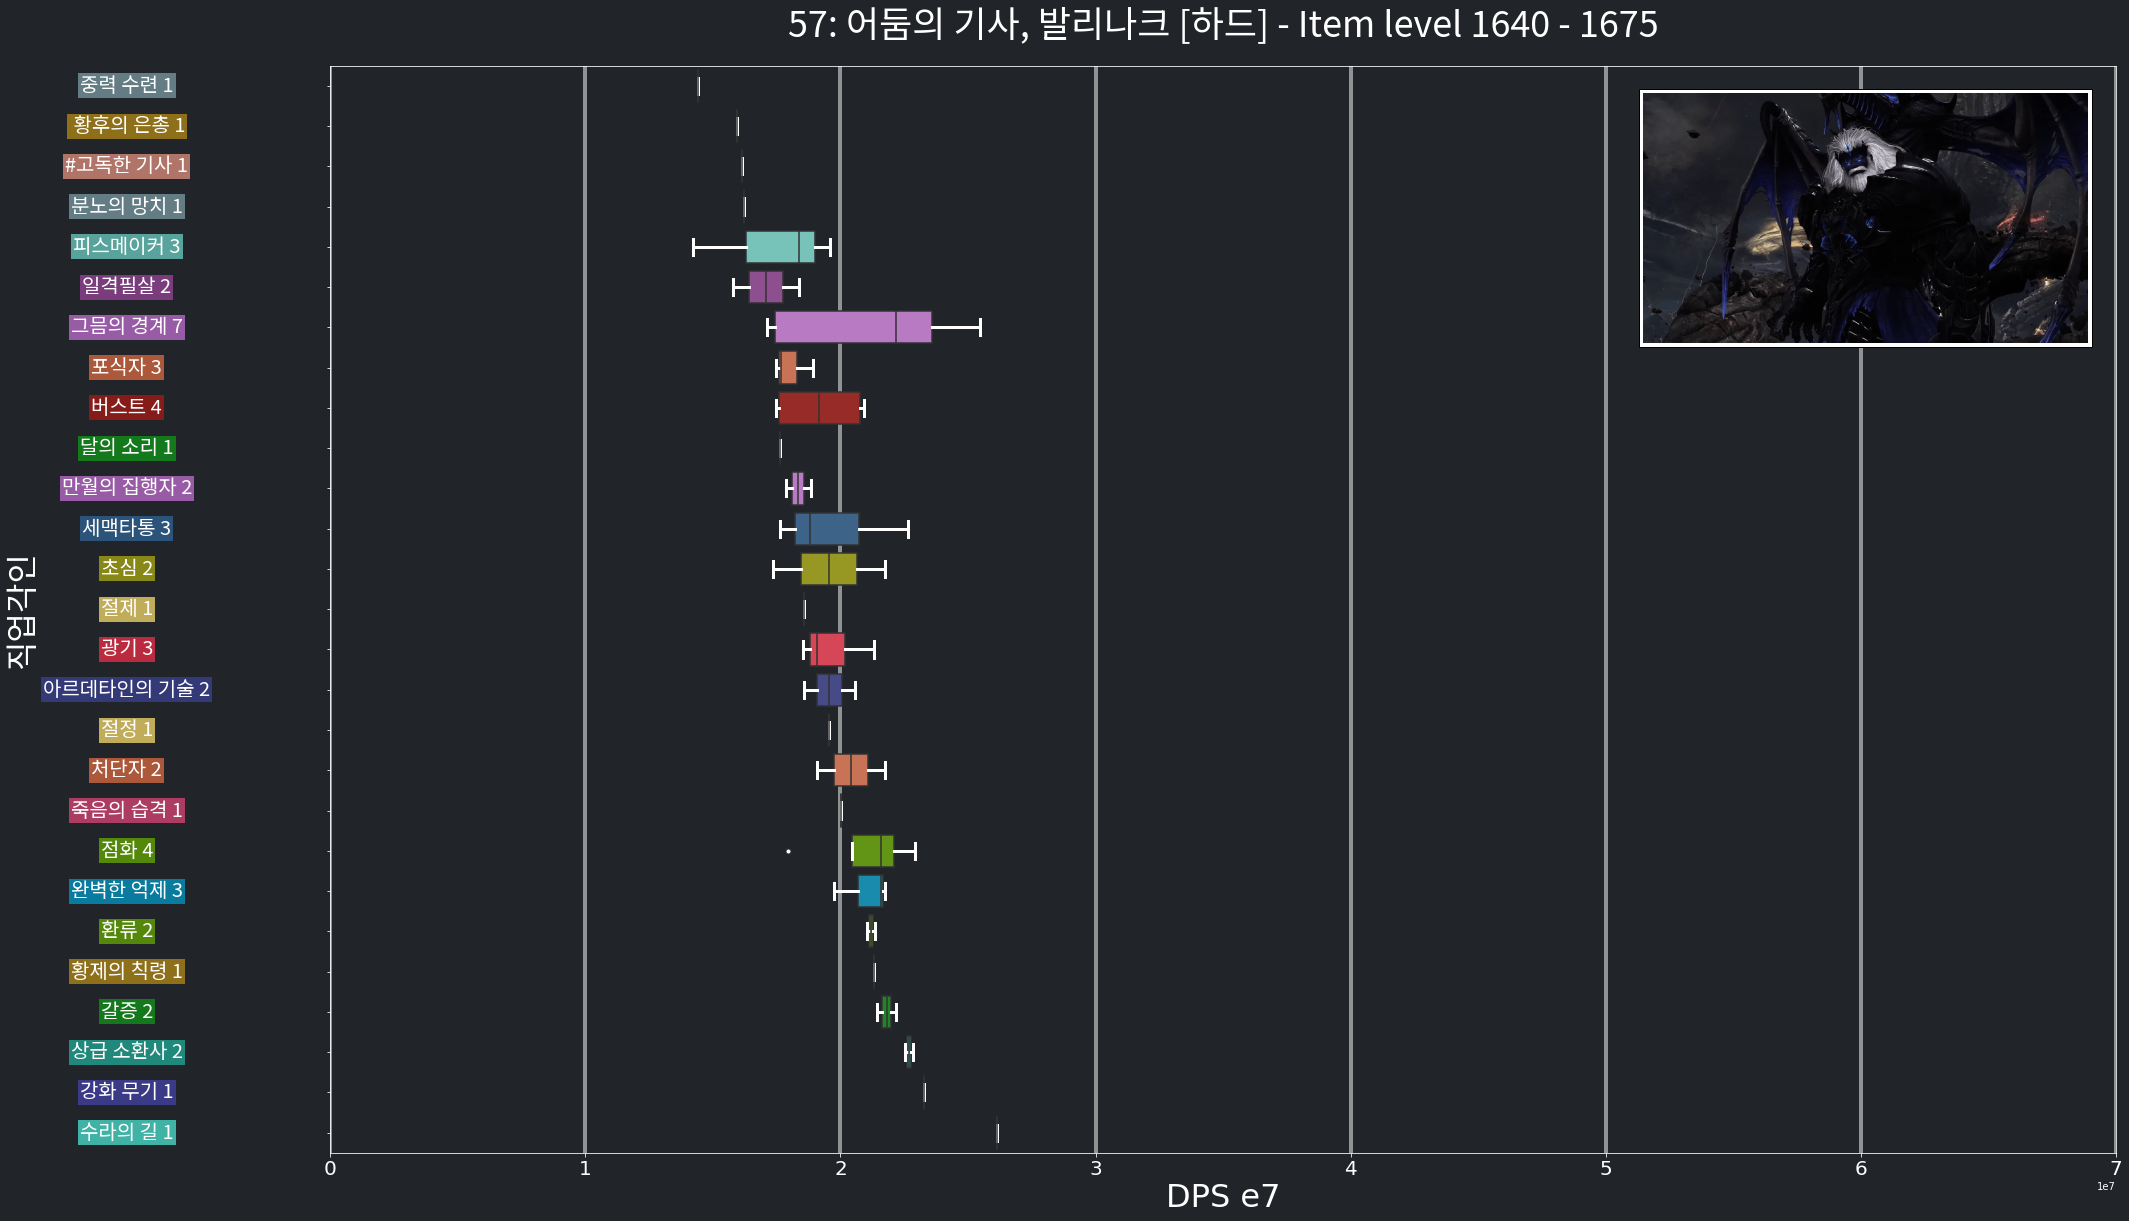 57: 어둠의 기사, 발리나크 [하드] - Item level 1640 - 1675
직업각인
중력 수련 1
황후의 은총 1
#고독한 기사 1
분노의 망치 1
피스메이커 3
일격필살 2
그믐의 경계 7
포식자 3
버스트 4
달의 소리 1
만월의 집행자 2
세맥타통 3
초심 2
절제 1
광기 3
아르데타인의 기술 2
절정 1
처단자 2
죽음의 습격 1
점화 4
완벽한 억제 3
환류 2
황제의 칙령 1
갈증 2
상급 소환사 2
강화 무기 1
수라의 길 1
0 1 2 3 4 5 6 7
1e7
DPS e7